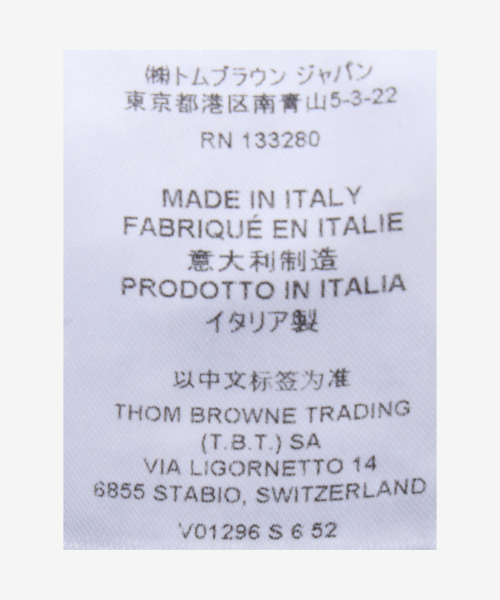 ㈱トムブラウン ジャパン
東京都港区南青山5-3-22
RN 133280
MADE IN ITALY
FABRIQUÉ EN ITALIE
意大利制造
PRODOTTO IN ITALIA
イタリア製
以中文标签为准
THOM BROWNE TRADING
(T.B.T.) SA
VIA LIGORNETTO 14
6855 STABIO, SWITZERLAND
V01296 S 6 52